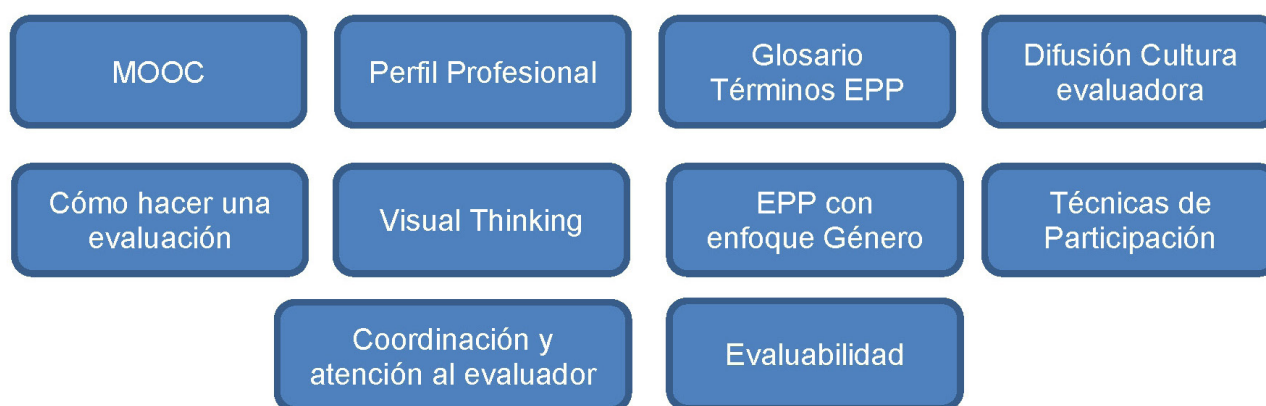 MOOC
Perfil Profesional
Glosario
Términos EPP
Difusión Cultura
evaluadora
Cómo hacer una
evaluación
Visual Thinking
EPP con
enfoque Género
Técnicas de
Participación
Coordinación y
atención al evaluador
Evaluabilidad